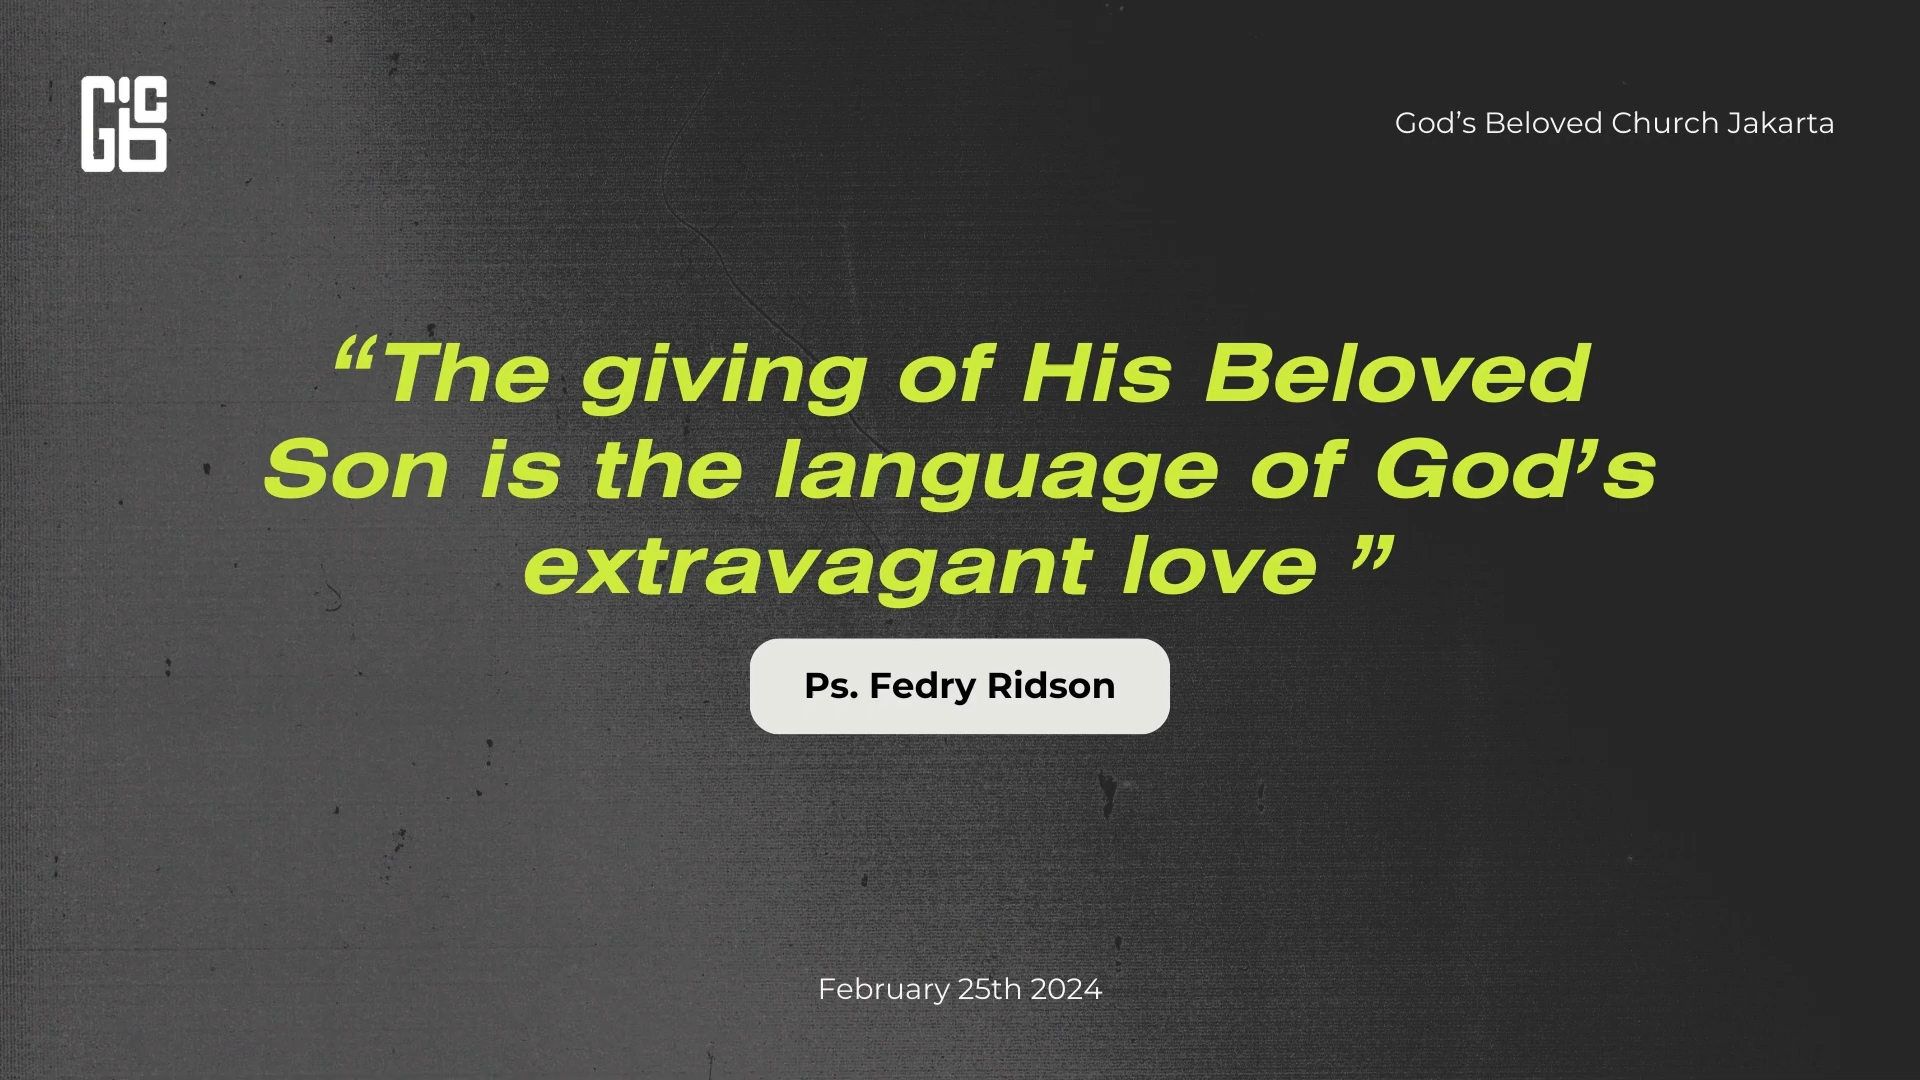 God’s Beloved Church Jakarta
“The giving of His Beloved
Son is the language of God’s
extravagant love ”
Ps. Fedry Ridson
February 25th 2024